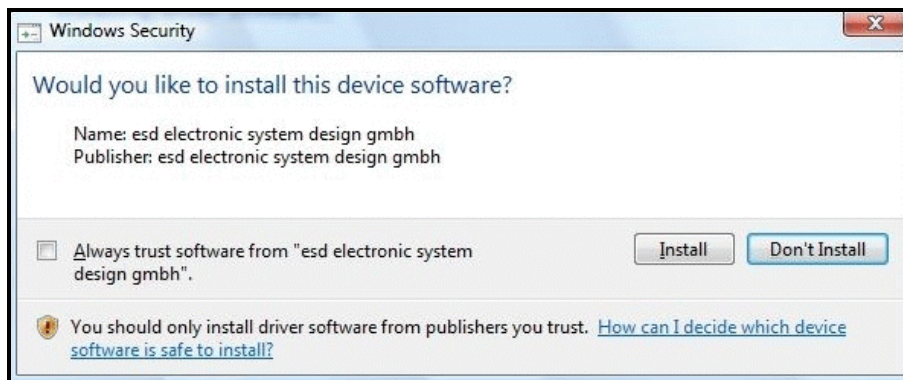 Windows Security
Would you like to install this device software?
Name: esd electronic system design gmbh
Publisher: esd electronic system design gmbh
Always trust software from "esd electronic system
design gmbh".
Install
Don't Install
You should only install driver software from publishers you trust. How can I decide which device
software is safe to install?